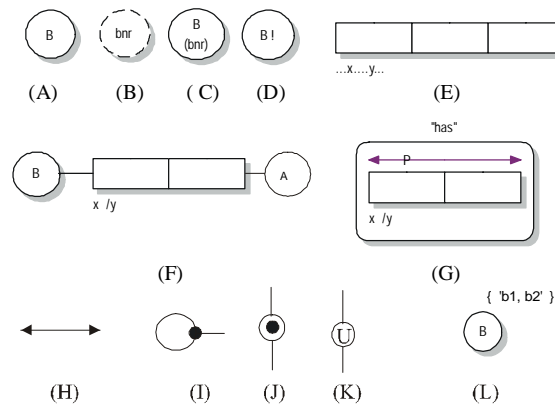 B
bnr
B
(bnr)
B !
(A)
(B)
( C)
(D)
...x....y...
(E)
"has"
P
B
A
x /y
x /y
(F)
(G)
{ 'b1, b2' }
U
B
(H)
(I)
(J)
(K)
(L)